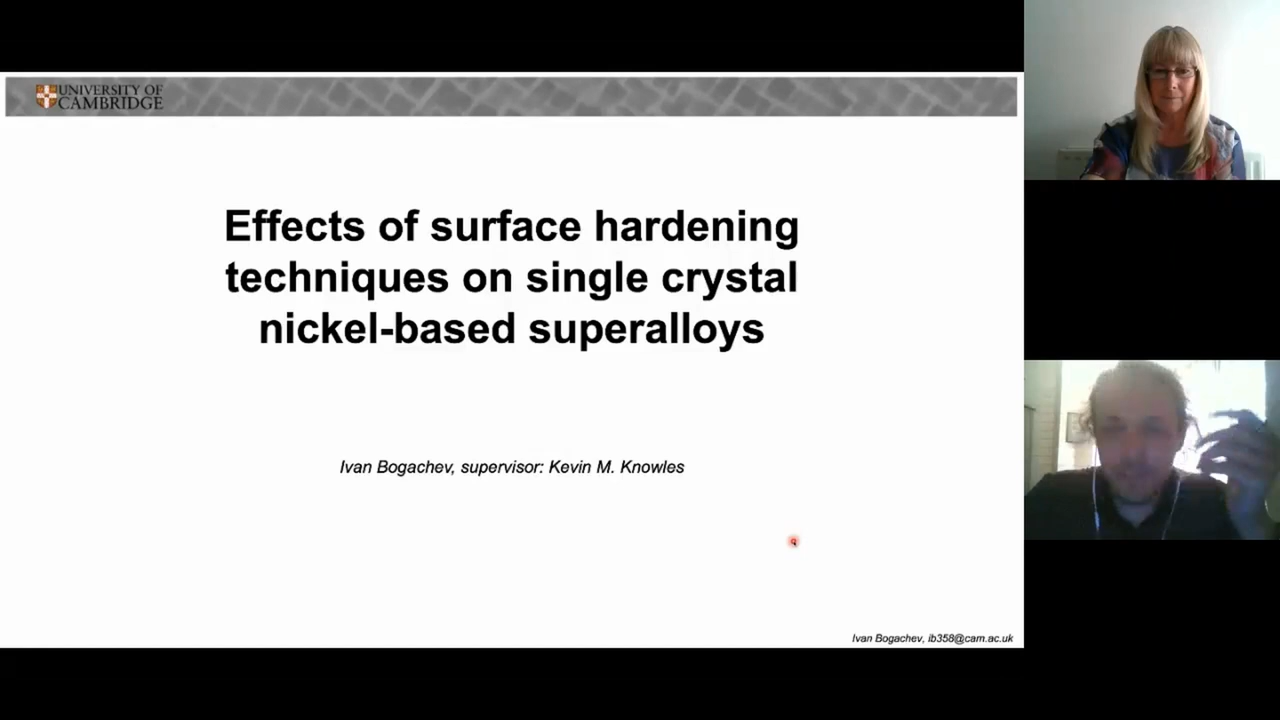 UNIVERSITY OF
CAMBRIDGE
Effects of surface hardening
techniques on single crystal
nickel-based superalloys
Ivan Bogachev, supervisor: Kevin M. Knowles
Ivan Bogachev, ib358@cam.ac.uk